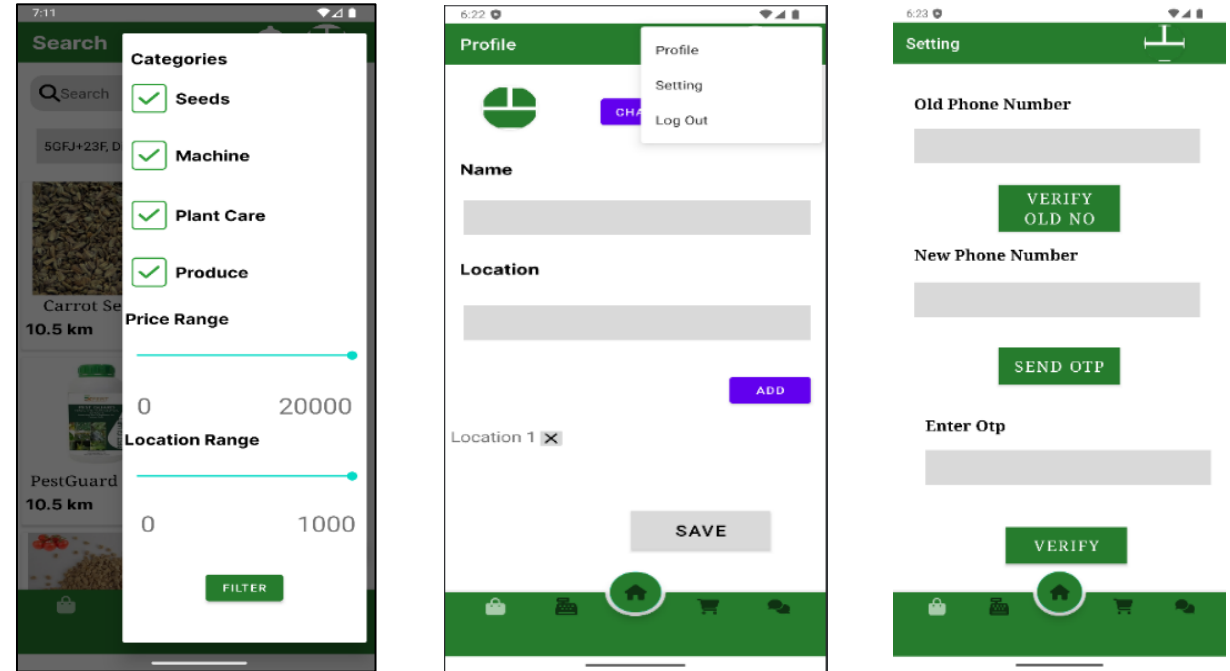 7:11
Search
Search
5GFJ+23F, D
Carrot Se
10.5 km
PestGuard
10.5 km
Categories
Seeds
Machine
Plant Care
Produce
Price Range
0 20000
Location Range
0 1000
FILTER
6:22
Profile
Profile
Setting
Log Out
CHA
Name
Location
ADD
Location 1
SAVE
6:23
Setting
Old Phone Number
VERIFY
OLD NO
New Phone Number
SEND OTP
Enter Otp
VERIFY